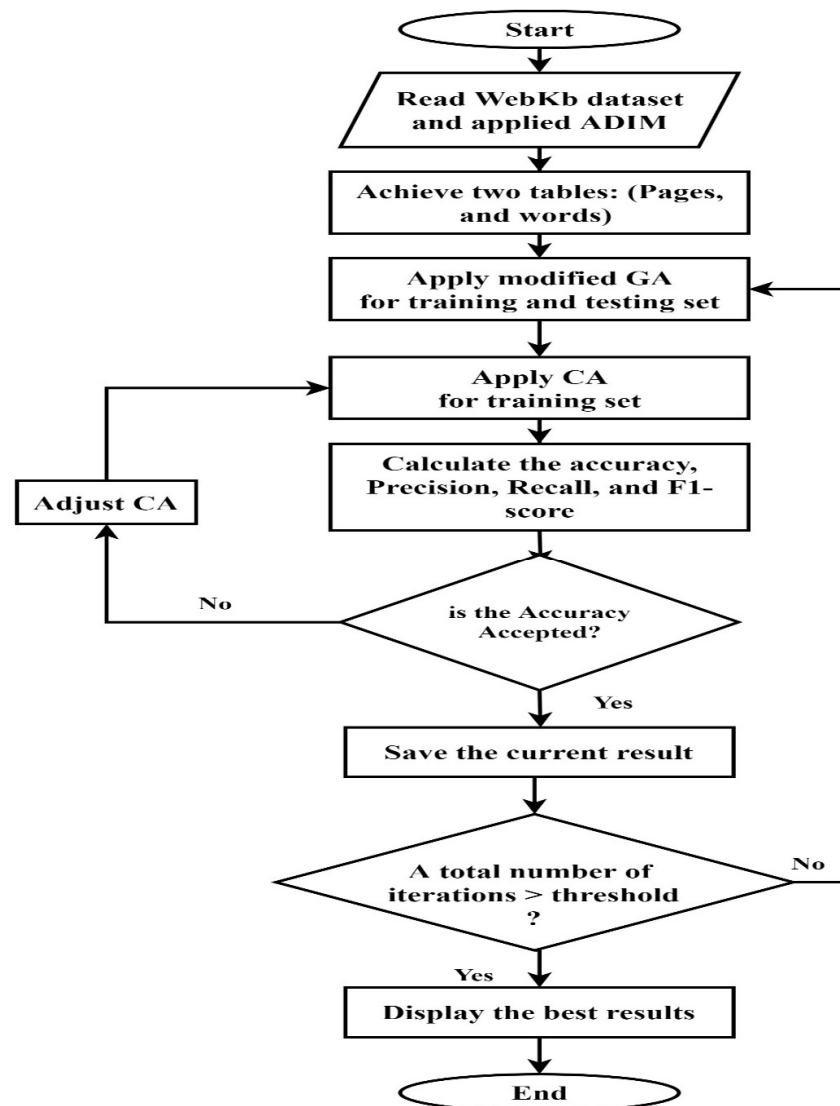 Start
Read WebKb dataset
and applied ADIM
Achieve two tables: (Pages,
and words)
Apply modified GA
for training and testing set
Apply CA
for training set
Calculate the accuracy,
Precision, Recall, and F1-
score
Adjust CA
No
is the Accuracy
Accepted?
Yes
Save the current result
A total number of
iterations > threshold
?
No
Yes
Display the best results
End